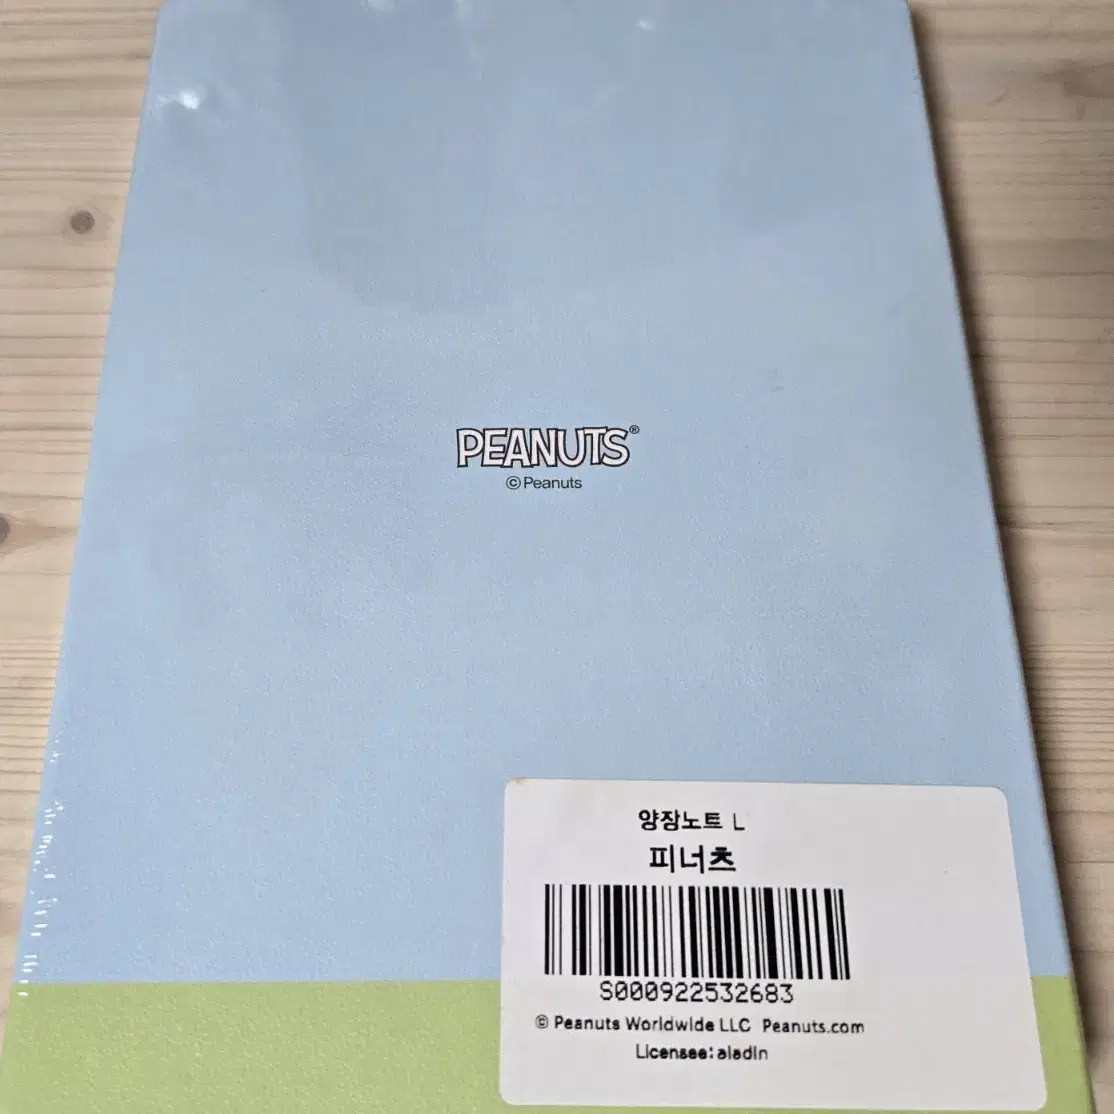 PEANUTS®
©Peanuts
양장노트 L
피너츠
S000922532683
© Peanuts Worldwide LLC Peanuts.com
Licensee:aladin